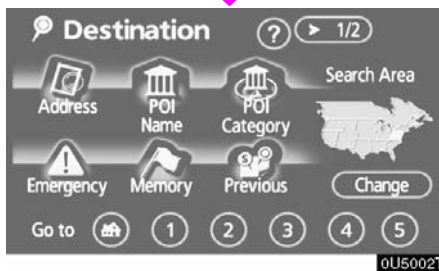 Destination ? 1/2
Search Area
Address POI Name POI Category
Emergency Memory Previous Change
Go to 1 2 3 4 5
0U5002